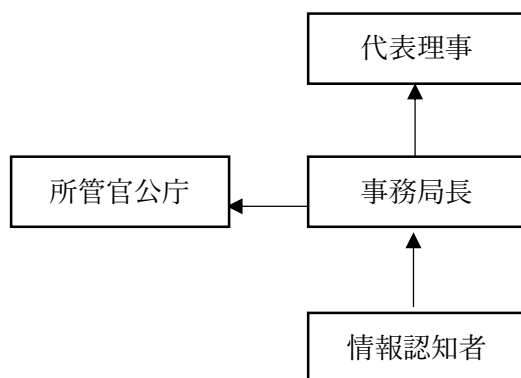 代表理事
所管官公庁
事務局長
情報認知者